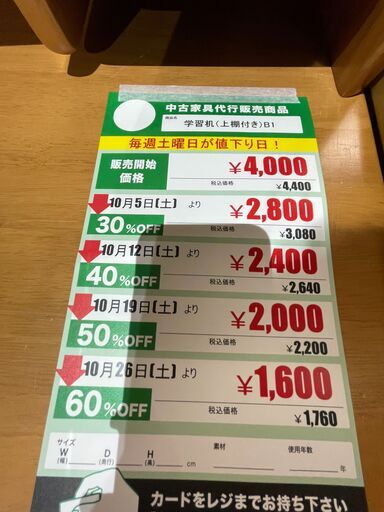 中古家具代行販売商品
商品名
学習机(上棚付き)B1
毎週土曜日が値下り日！
販売開始価格 ¥4,000
税込価格 ¥4,400
10月5日(土) より ¥2,800
30%OFF 税込価格 ¥3,080
10月12日(土) より ¥2,400
40%OFF 税込価格 ¥2,640
10月19日(土) より ¥2,000
50%OFF 税込価格 ¥2,200
10月26日(土) より ¥1,600
60%OFF 税込価格 ¥1,760
サイズ 素材 使用年数
W(幅) D(奥行) H(高) cm 年
カードをレジまでお持ち下さい